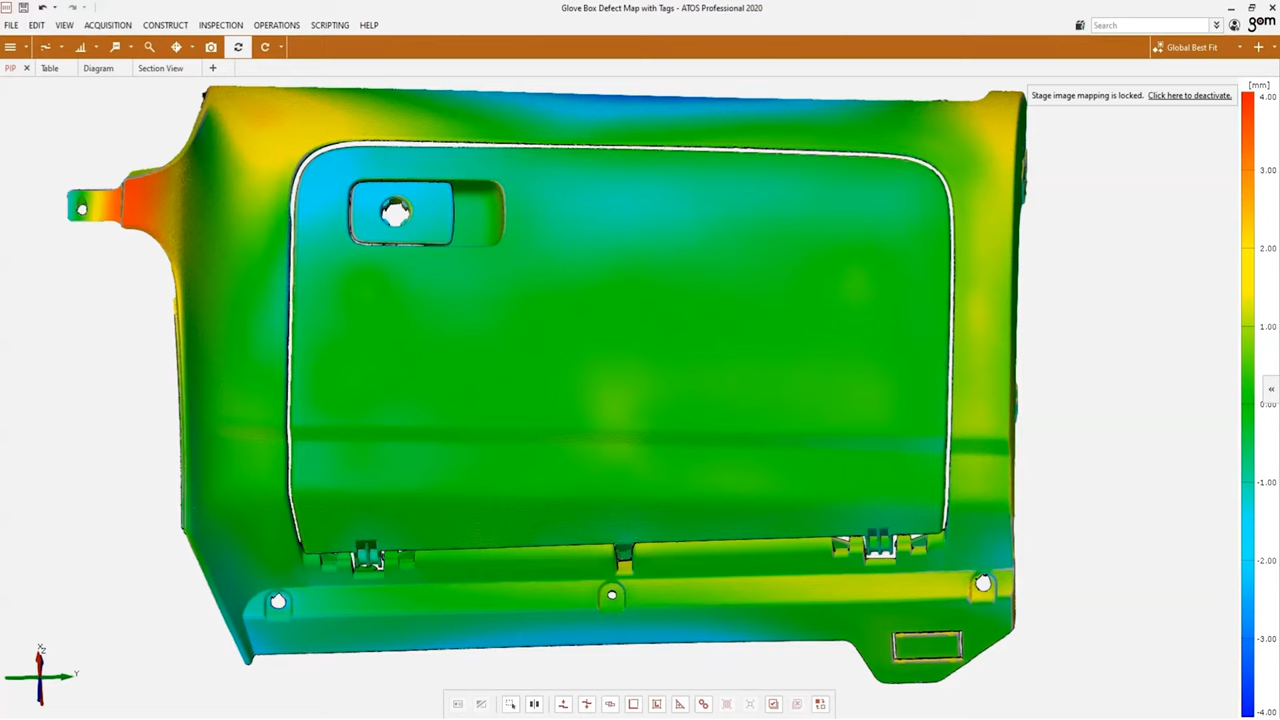 Glove Box Defect Map with Tags - ATOS Professional 2020
FILE EDIT VIEW ACQUISITION CONSTRUCT INSPECTION OPERATIONS SCRIPTING HELP
Search
gom
Global Best Fit
PIP Table Diagram Section View
Stage image mapping is locked. Click here to deactivate.
[mm]
4.00
3.00
2.00
1.00
0.00
-1.00
-2.00
-3.00
-4.00
X
Z
Y